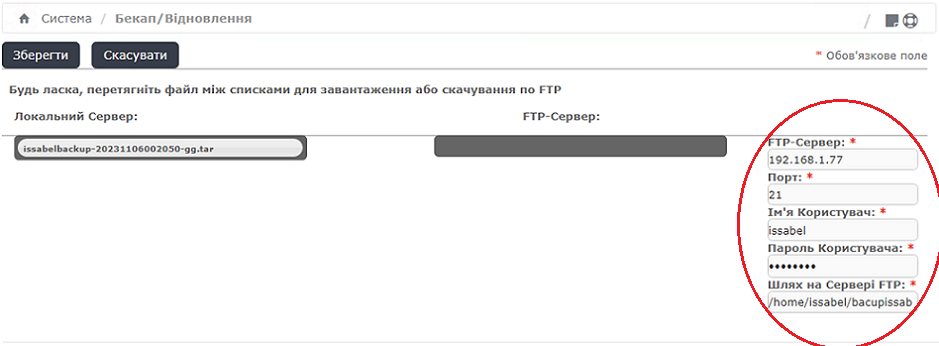 Система / Бекап/Відновлення /
Зберегти Скасувати * Обов'язкове поле
Будь ласка, перетягніть файл між списками для завантаження або скачування по FTP
Локальний Сервер: FTP-Сервер:
issabelbackup-20231106002050-gg.tar
FTP-Сервер: *
192.168.1.77
Порт: *
21
Ім'я Користувач: *
issabel
Пароль Користувача: *
••••••••
Шлях на Сервері FTP: *
/home/issabel/bacupissab